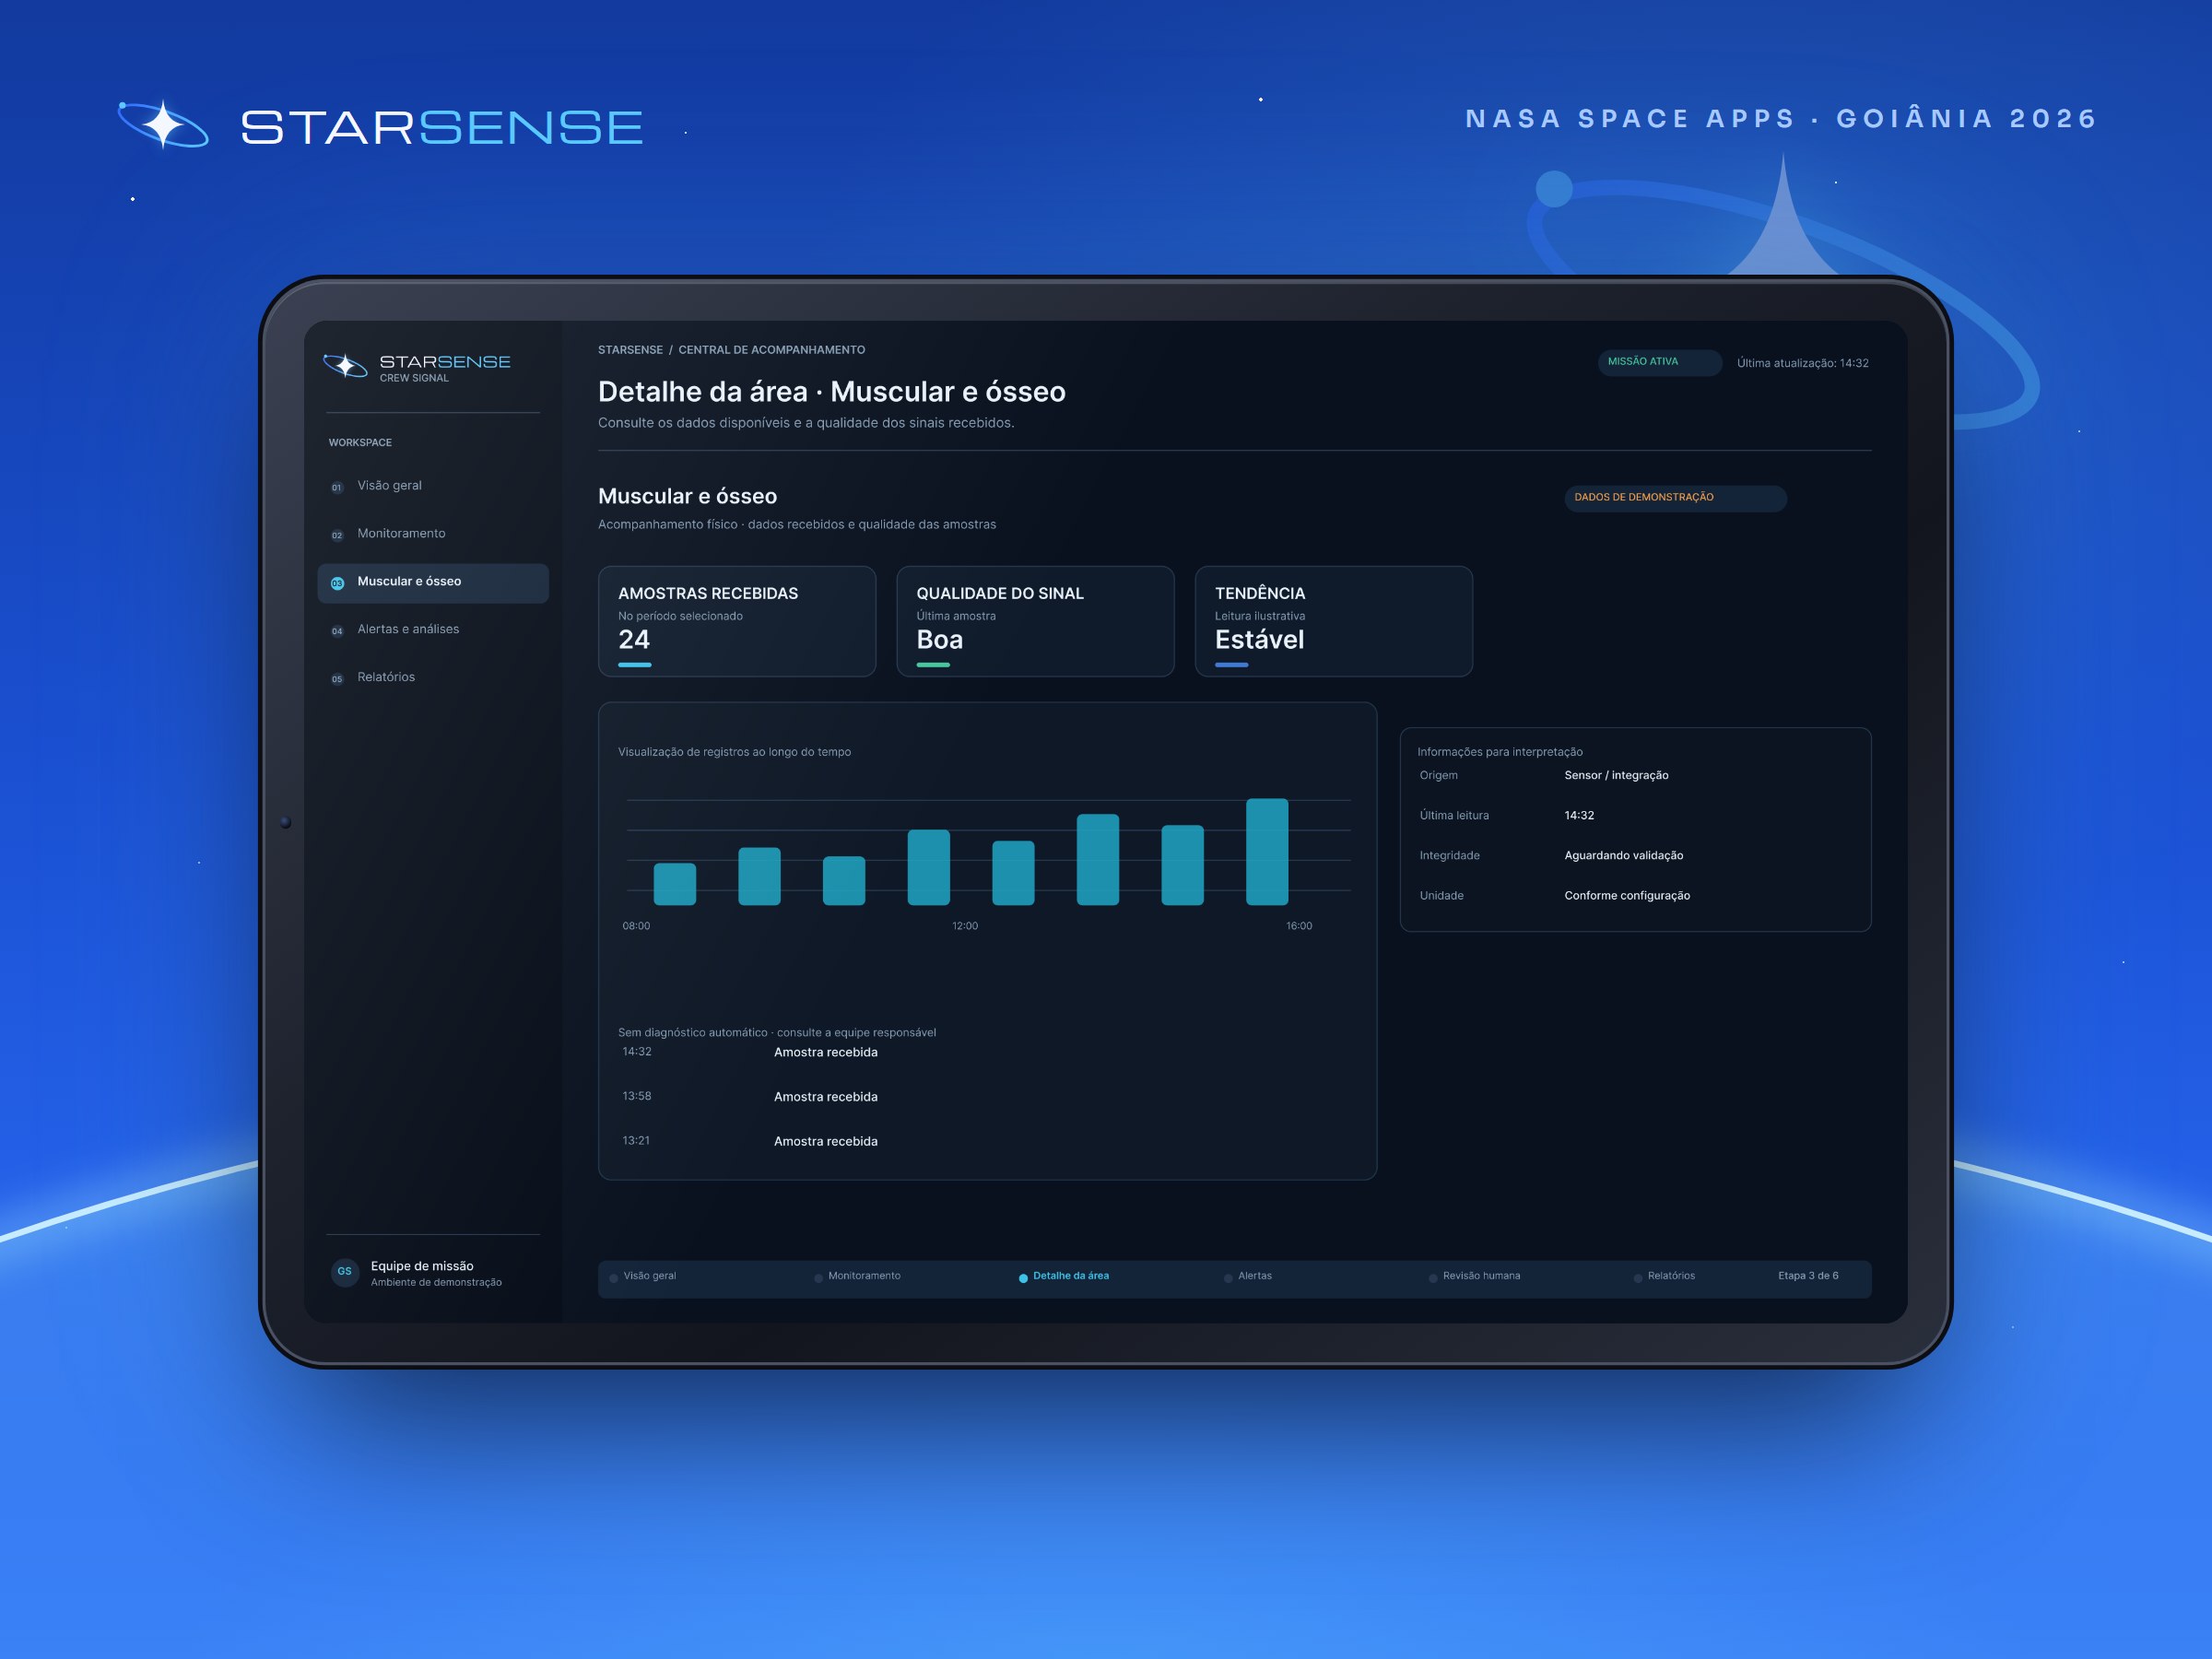 STARSENSE
NASA SPACE APPS · GOIÂNIA 2026
STARSENSE
CREW SIGNAL
WORKSPACE
01 Visão geral
02 Monitoramento
03 Muscular e ósseo
04 Alertas e análises
05 Relatórios
GS
Equipe de missão
Ambiente de demonstração
STARSENSE / CENTRAL DE ACOMPANHAMENTO
Detalhe da área · Muscular e ósseo
Consulte os dados disponíveis e a qualidade dos sinais recebidos.
MISSÃO ATIVA
Última atualização: 14:32
Muscular e ósseo
Acompanhamento físico · dados recebidos e qualidade das amostras
DADOS DE DEMONSTRAÇÃO
AMOSTRAS RECEBIDAS
No período selecionado
24
QUALIDADE DO SINAL
Última amostra
Boa
TENDÊNCIA
Leitura ilustrativa
Estável
Visualização de registros ao longo do tempo
08:00 12:00 16:00
Sem diagnóstico automático · consulte a equipe responsável
14:32 Amostra recebida
13:58 Amostra recebida
13:21 Amostra recebida
Informações para interpretação
Origem Sensor / integração
Última leitura 14:32
Integridade Aguardando validação
Unidade Conforme configuração
Visão geral Monitoramento Detalhe da área Alertas Revisão humana Relatórios Etapa 3 de 6